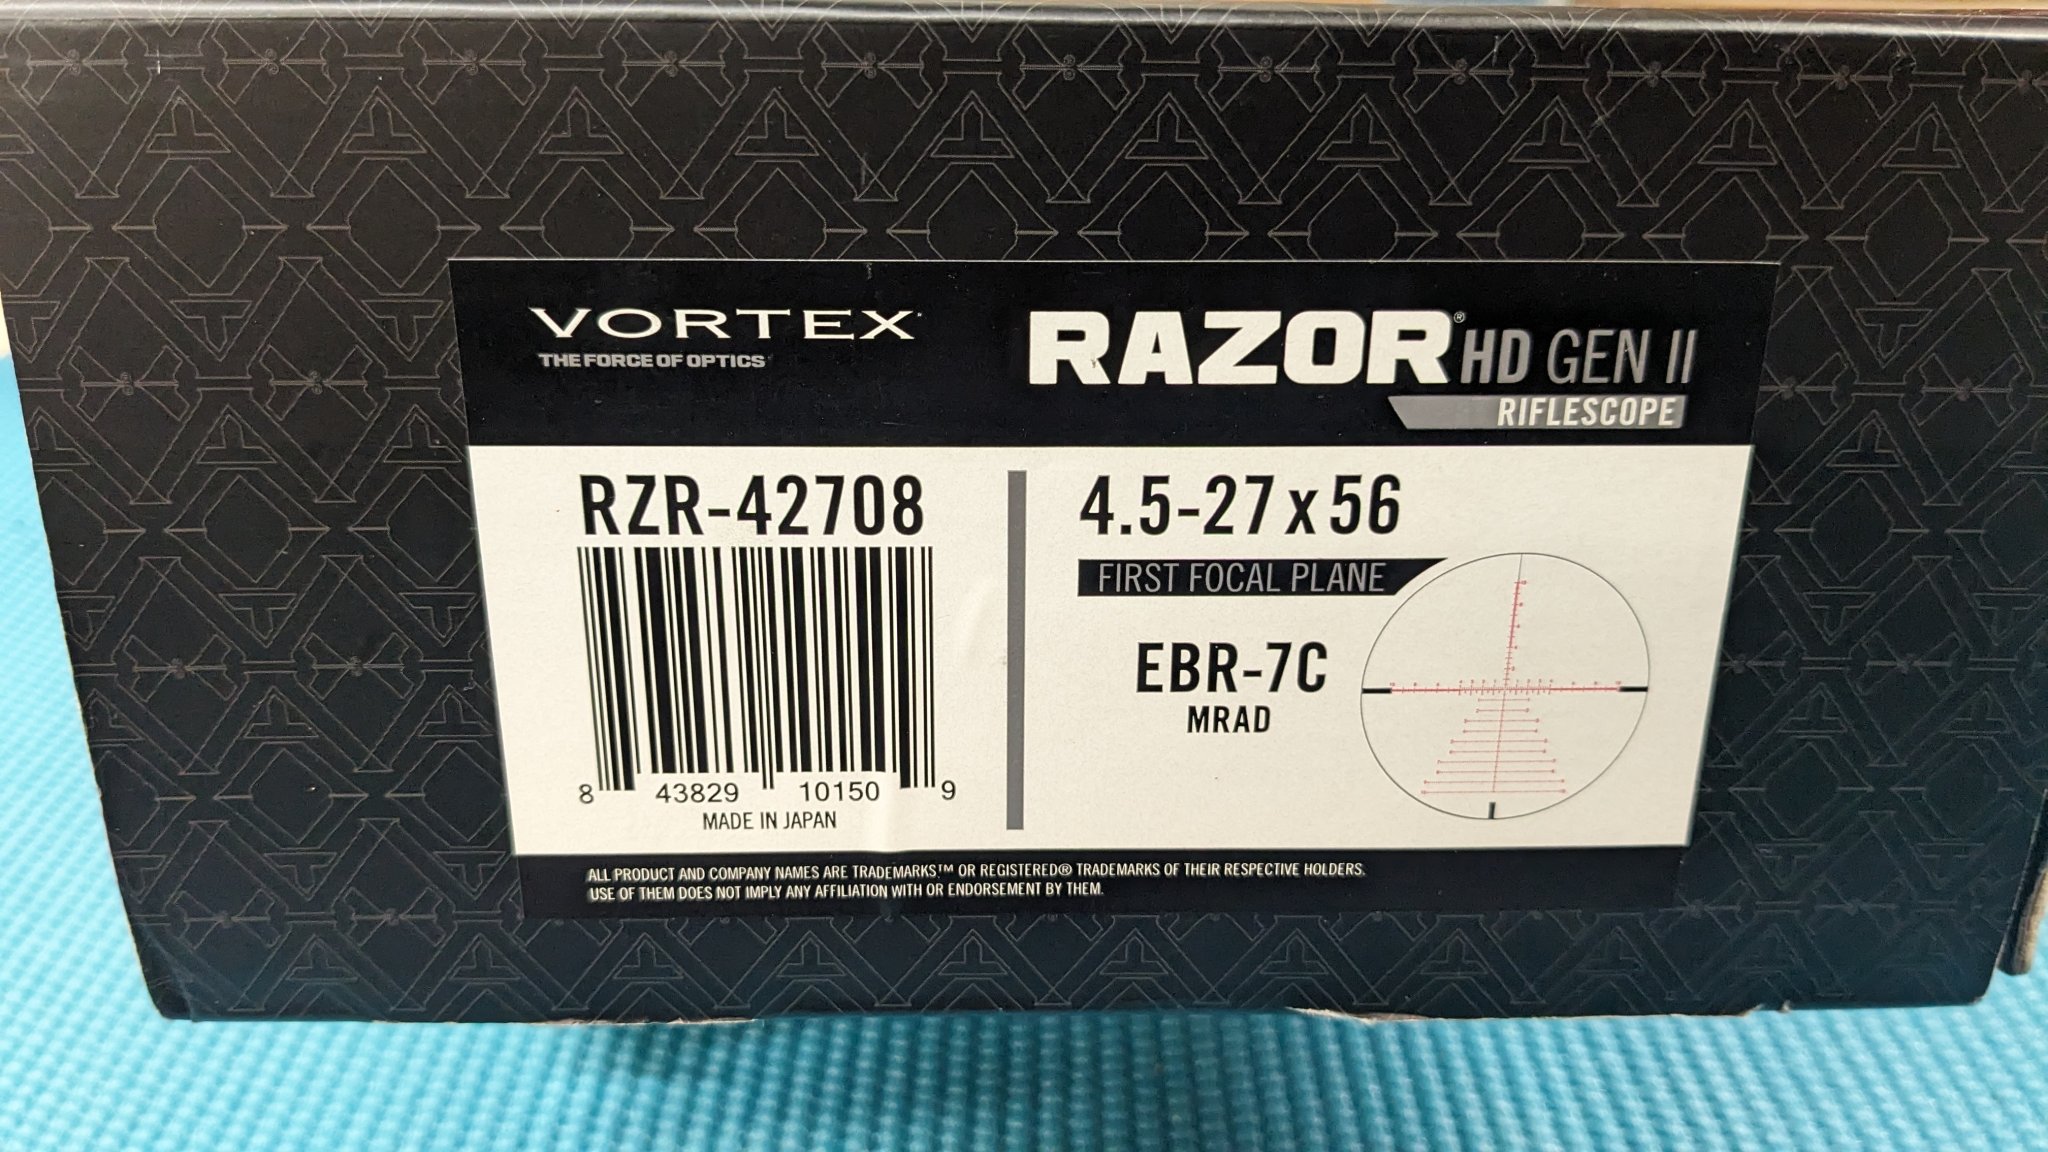 VORTEX
THE FORCE OF OPTICS
RAZOR® HD GEN II
RIFLESCOPE
RZR-42708
8 43829 10150 9
MADE IN JAPAN
4.5-27 x 56
FIRST FOCAL PLANE
EBR-7C
MRAD
ALL PRODUCT AND COMPANY NAMES ARE TRADEMARKS™ OR REGISTERED® TRADEMARKS OF THEIR RESPECTIVE HOLDERS.
USE OF THEM DOES NOT IMPLY ANY AFFILIATION WITH OR ENDORSEMENT BY THEM.